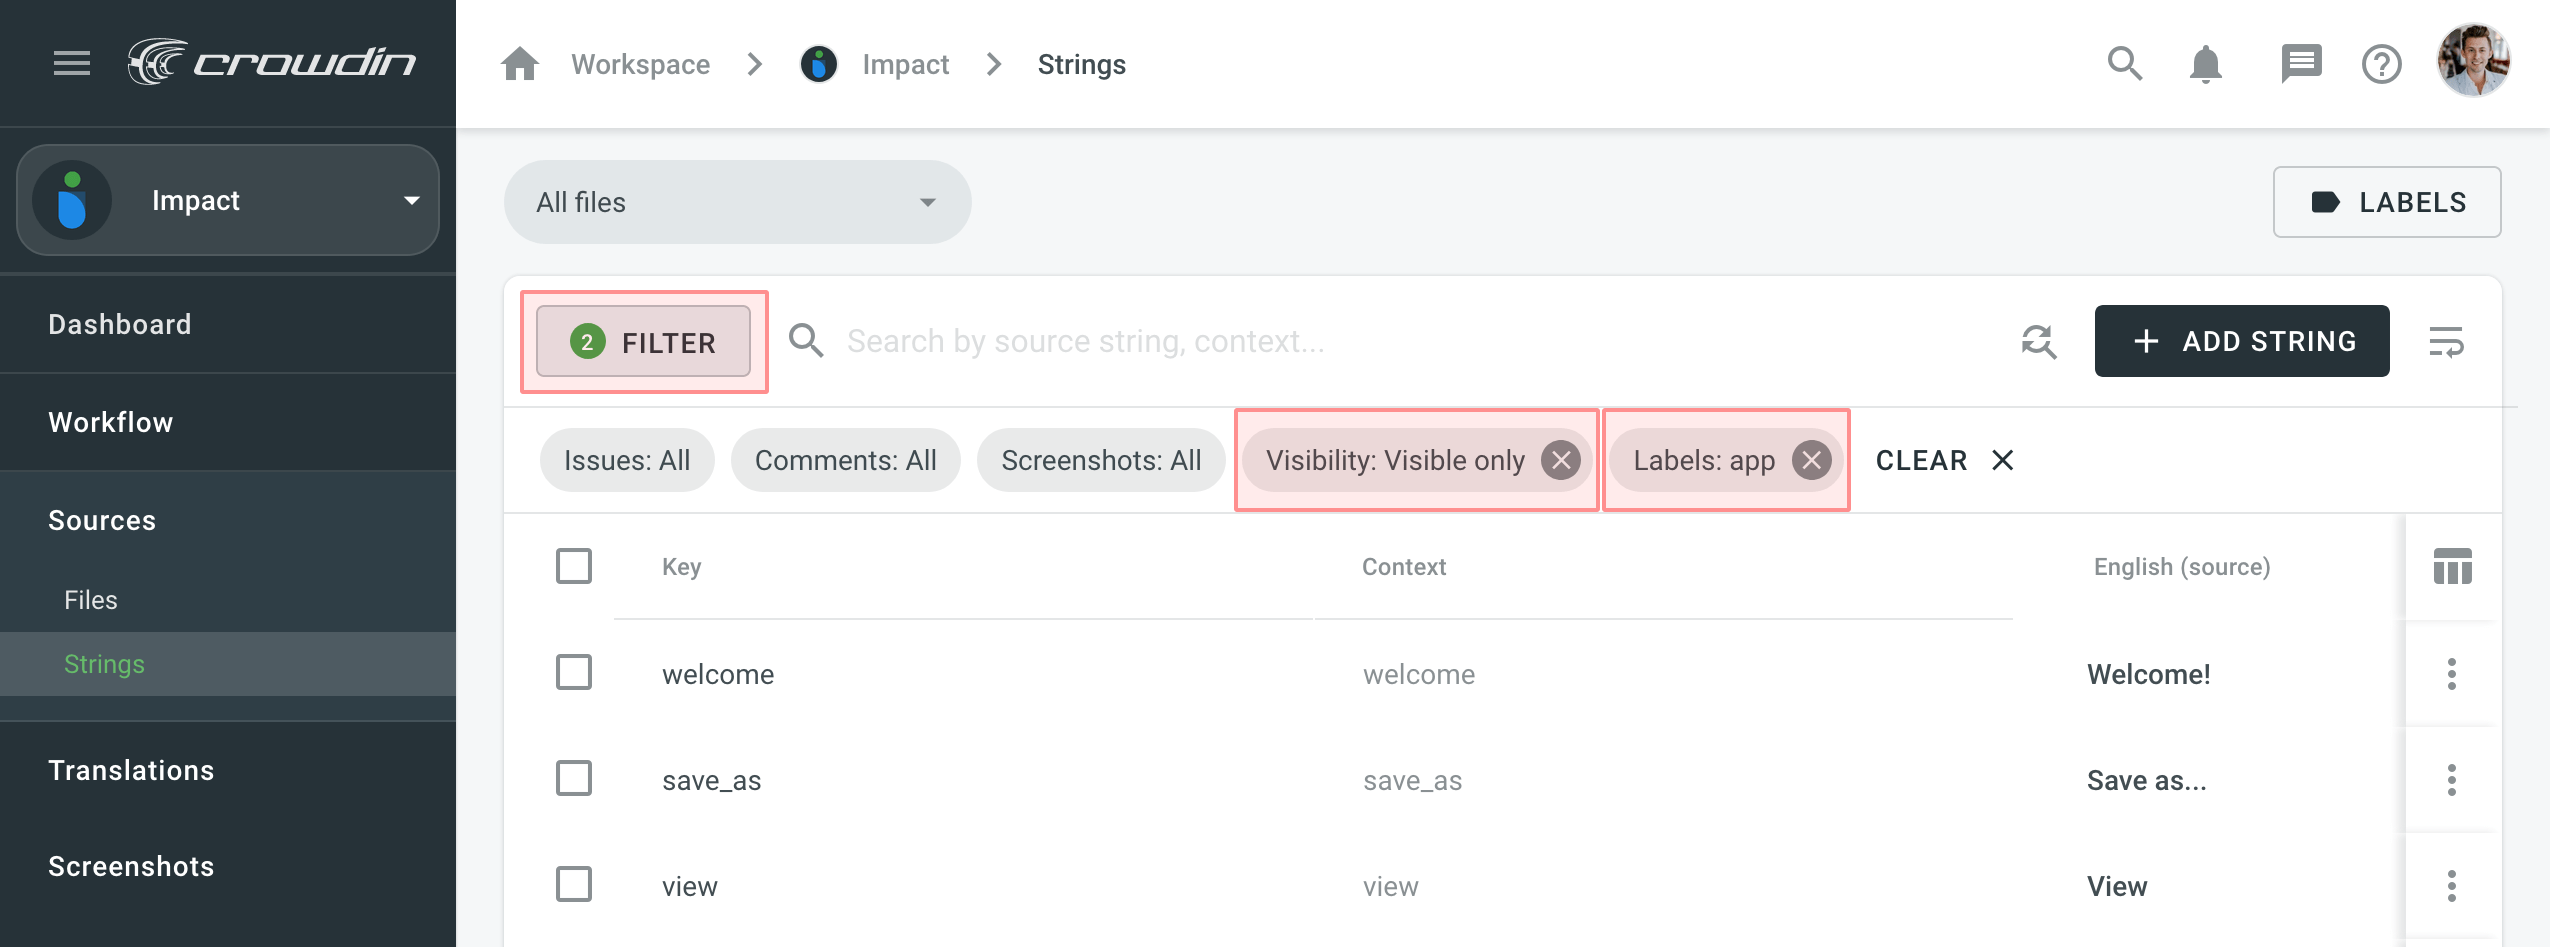 crowdin
Workspace
Impact
Strings
Impact
Dashboard
Workflow
Sources
Files
Strings
Translations
Screenshots
All files
LABELS
2 FILTER
Search by source string, context...
+ ADD STRING
Issues: All
Comments: All
Screenshots: All
Visibility: Visible only
Labels: app
CLEAR
Key Context English (source)
welcome welcome Welcome!
save_as save_as Save as...
view view View